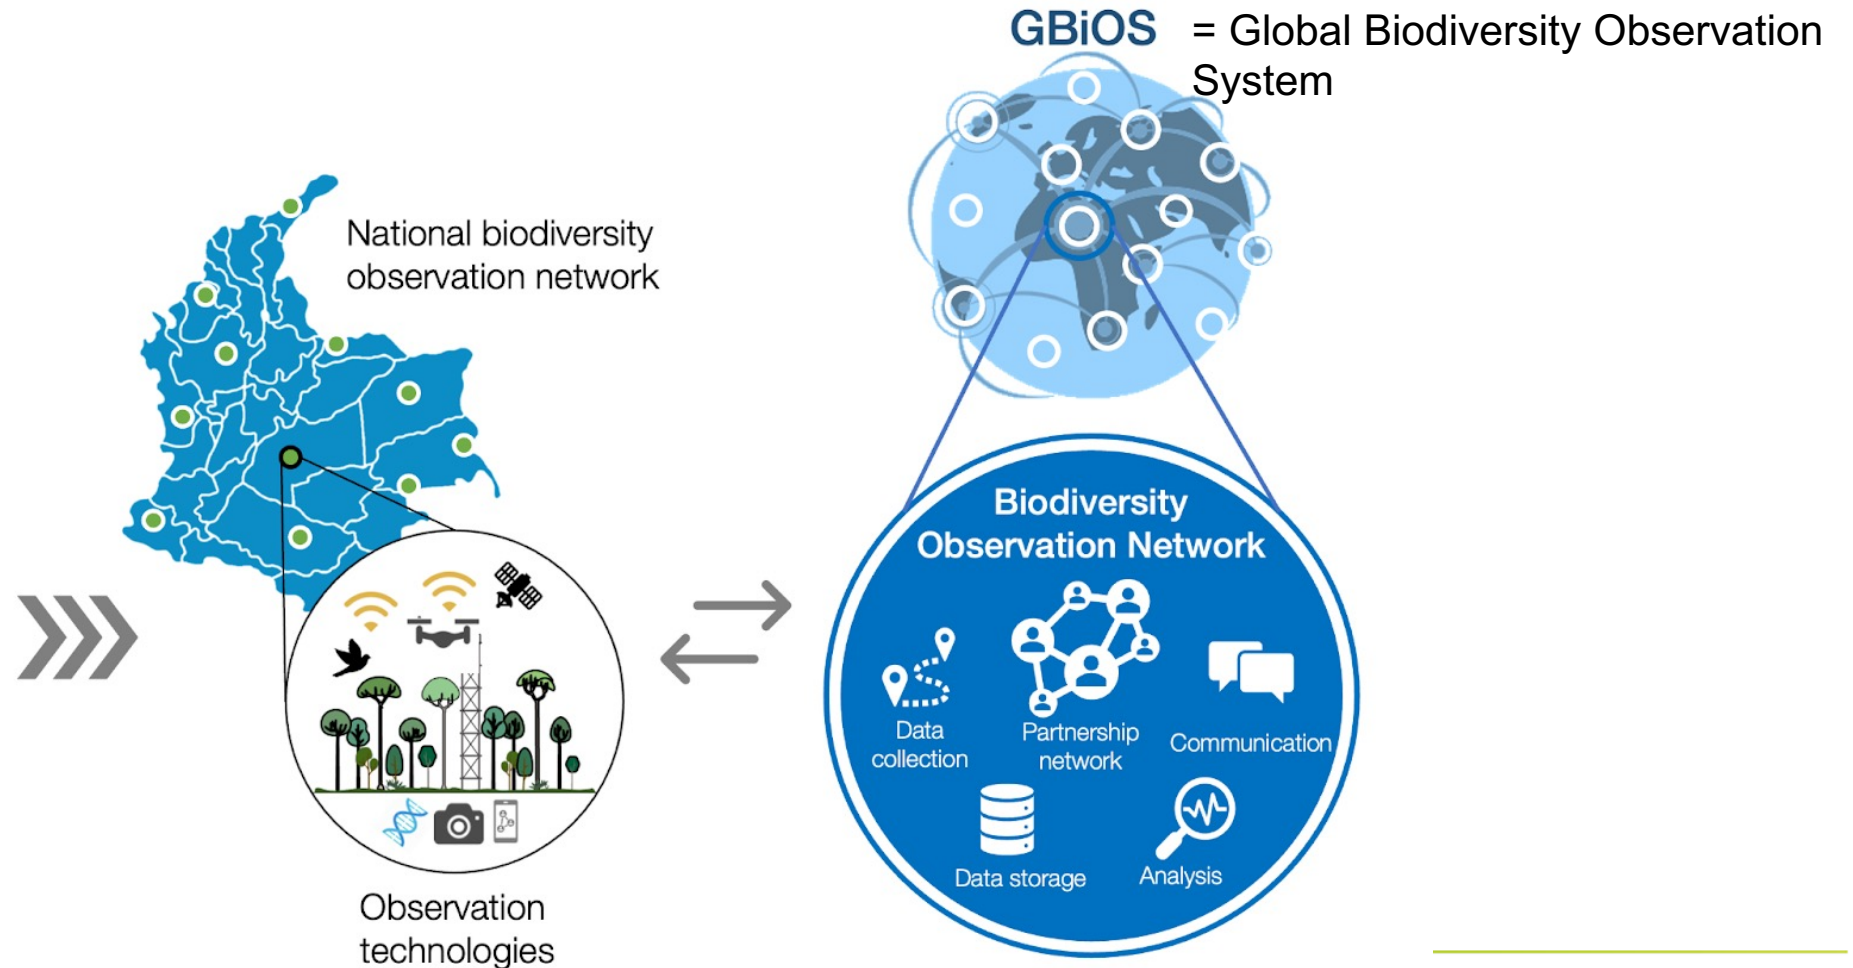 GBiOS = Global Biodiversity Observation
System
National biodiversity
observation network
Observation
technologies
Biodiversity
Observation Network
Data
collection
Partnership
network
Communication
Data storage
Analysis